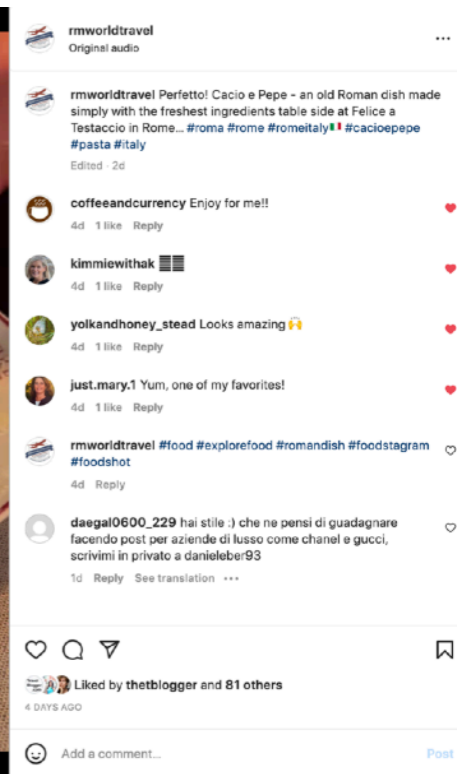 rmworldtravel
Original audio
rmworldtravel Perfetto! Cacio e Pepe - an old Roman dish made
simply with the freshest ingredients table side at Felice a
Testaccio in Rome... #roma #rome #romeitaly🇮🇹 #cacioepepe
#pasta #italy
Edited · 2d
coffeeandcurrency Enjoy for me!!
4d 1 like Reply
kimmiewithak
4d 1 like Reply
yolkandhoney_stead Looks amazing 🙌
4d 1 like Reply
just.mary.1 Yum, one of my favorites!
4d 1 like Reply
rmworldtravel #food #explorefood #romandish #foodstagram
#foodshot
4d Reply
daegal0600_229 hai stile :) che ne pensi di guadagnare
facendo post per aziende di lusso come chanel e gucci,
scrivimi in privato a danieleber93
1d Reply See translation •••
Liked by thetblogger and 81 others
4 DAYS AGO
Add a comment...
Post